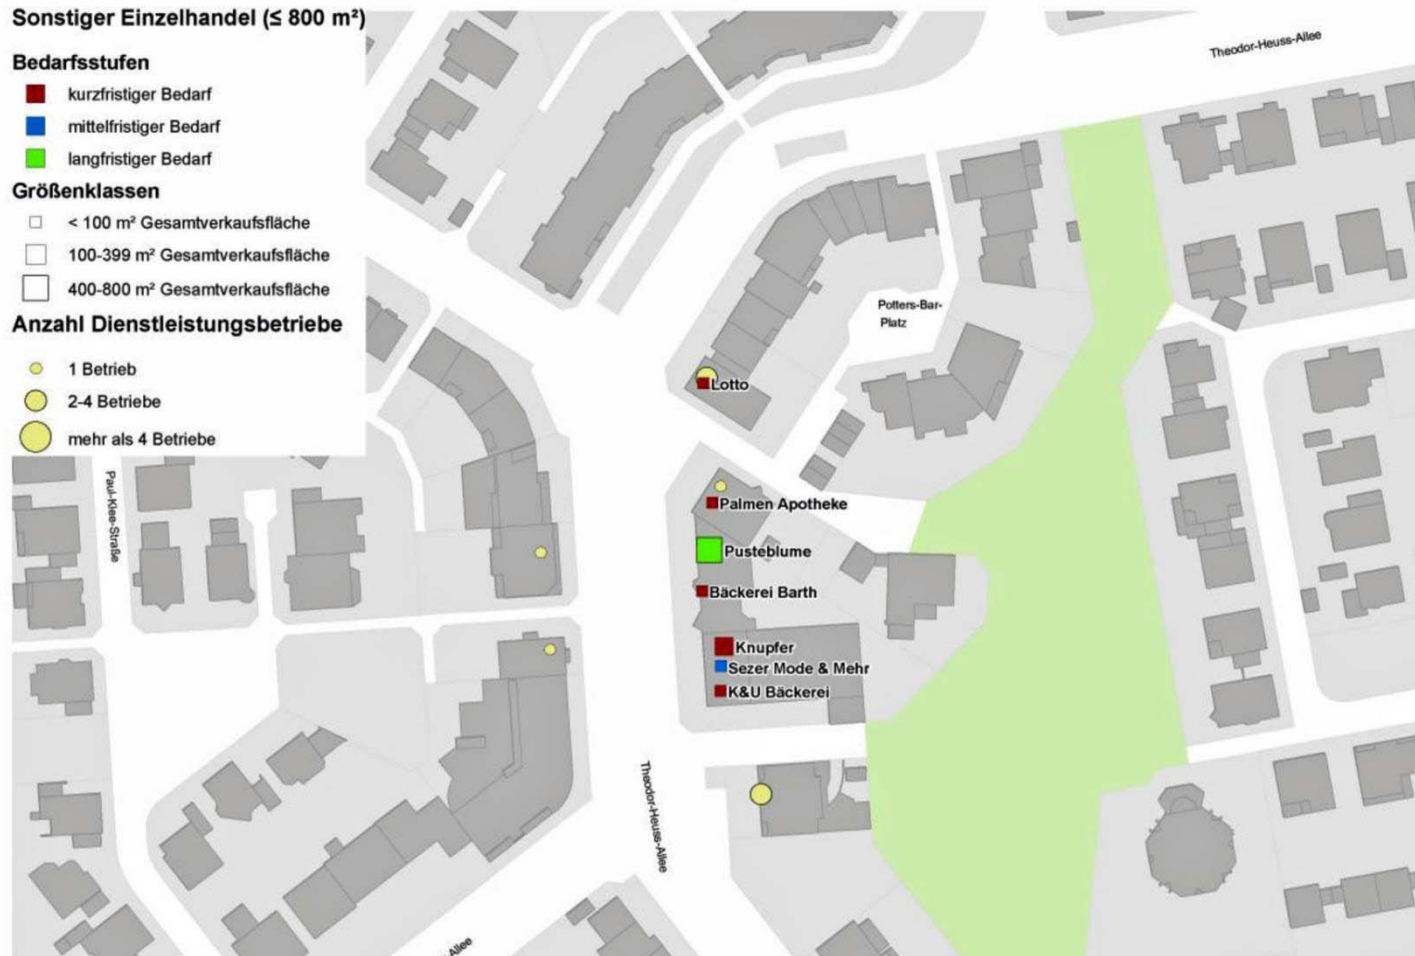 Sonstiger Einzelhandel (≤ 800 m²)
Bedarfsstufen
kurzfristiger Bedarf
mittelfristiger Bedarf
langfristiger Bedarf
Größenklassen
< 100 m² Gesamtverkaufsfläche
100-399 m² Gesamtverkaufsfläche
400-800 m² Gesamtverkaufsfläche
Anzahl Dienstleistungsbetriebe
1 Betrieb
2-4 Betriebe
mehr als 4 Betriebe
Theodor-Heuss-Allee
Potters-Bar-
Platz
Lotto
Paul-Klee-Straße
Palmen Apotheke
Pusteblume
Bäckerei Barth
Knupfer
Sezer Mode & Mehr
K&U Bäckerei
Theodor-Heuss-Allee
-Allee